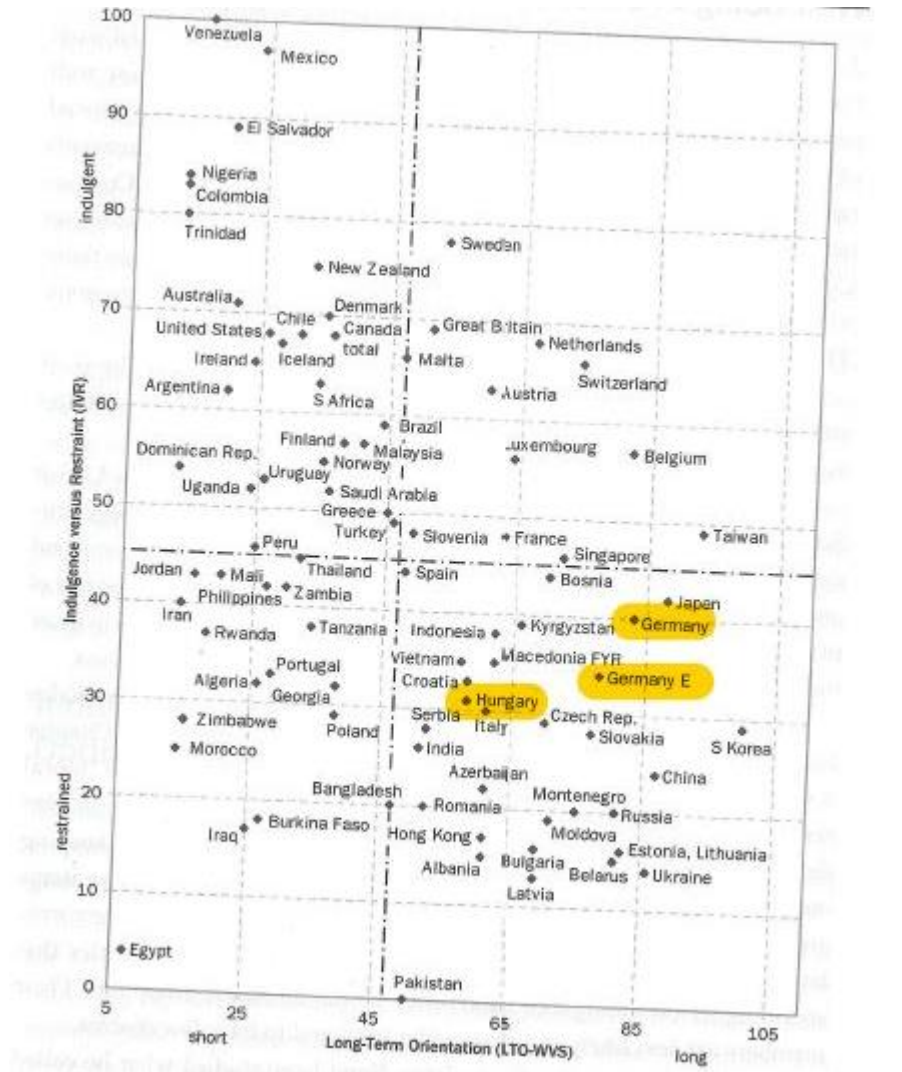 100
Venezuela
Mexico
90
El Salvador
Nigeria
Colombia
80
Trinidad
Sweden
New Zealand
Australia
70
Denmark
Chile
United States
Canada
total
Great Britain
Netherlands
Ireland
Iceland
Malta
Switzerland
Argentina
S Africa
Austria
60
Brazil
Finland
Malaysia
Luxembourg
Belgium
Dominican Rep.
Norway
Uruguay
Uganda
Saudi Arabia
50
Greece
Turkey
Slovenia
France
Taiwan
Peru
Singapore
Jordan
Mali
Thailand
Spain
Bosnia
40
Philippines
Zambia
Japan
Iran
Rwanda
Tanzania
Indonesia
Kyrgyzstan
Germany
Vietnam
Macedonia FYR
Portugal
Croatia
Germany E
Algeria
30
Georgia
Hungary
Zimbabwe
Poland
Serbia
Italy
Czech Rep.
Slovakia
S Korea
Morocco
India
Azerbaijan
China
20
Bangladesh
Romania
Montenegro
Russia
Iraq
Burkina Faso
Hong Kong
Moldova
Albania
Bulgaria
Estonia, Lithuania
Belarus
Ukraine
10
Latvia
Egypt
0
Pakistan
indulgent
Indulgence versus Restraint (IVR)
restrained
5
25
45
65
85
105
short
Long-Term Orientation (LTO-WVS)
long